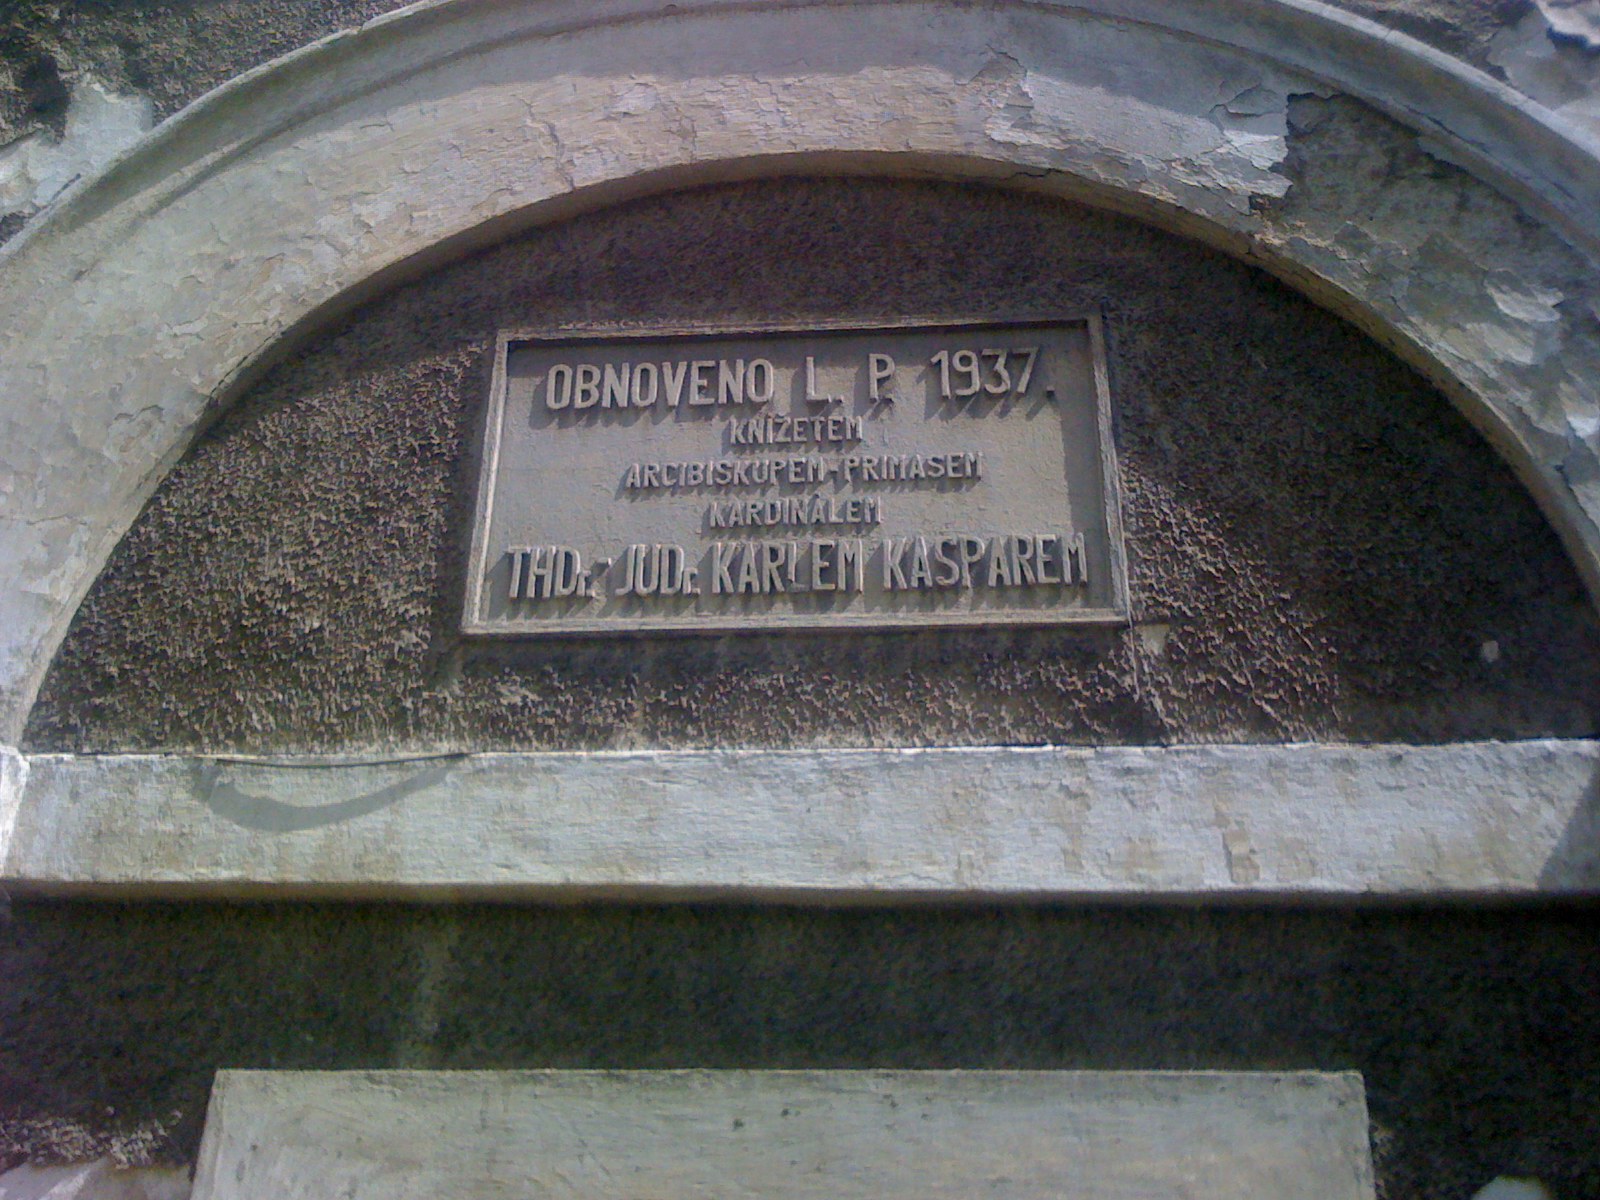 OBNOVENO L. P. 1937.
KNÍŽETEM
ARCIBISKUPEM-PRIMASEM
KARDINÁLEM
THDr. JUDr. KARLEM KAŠPAREM